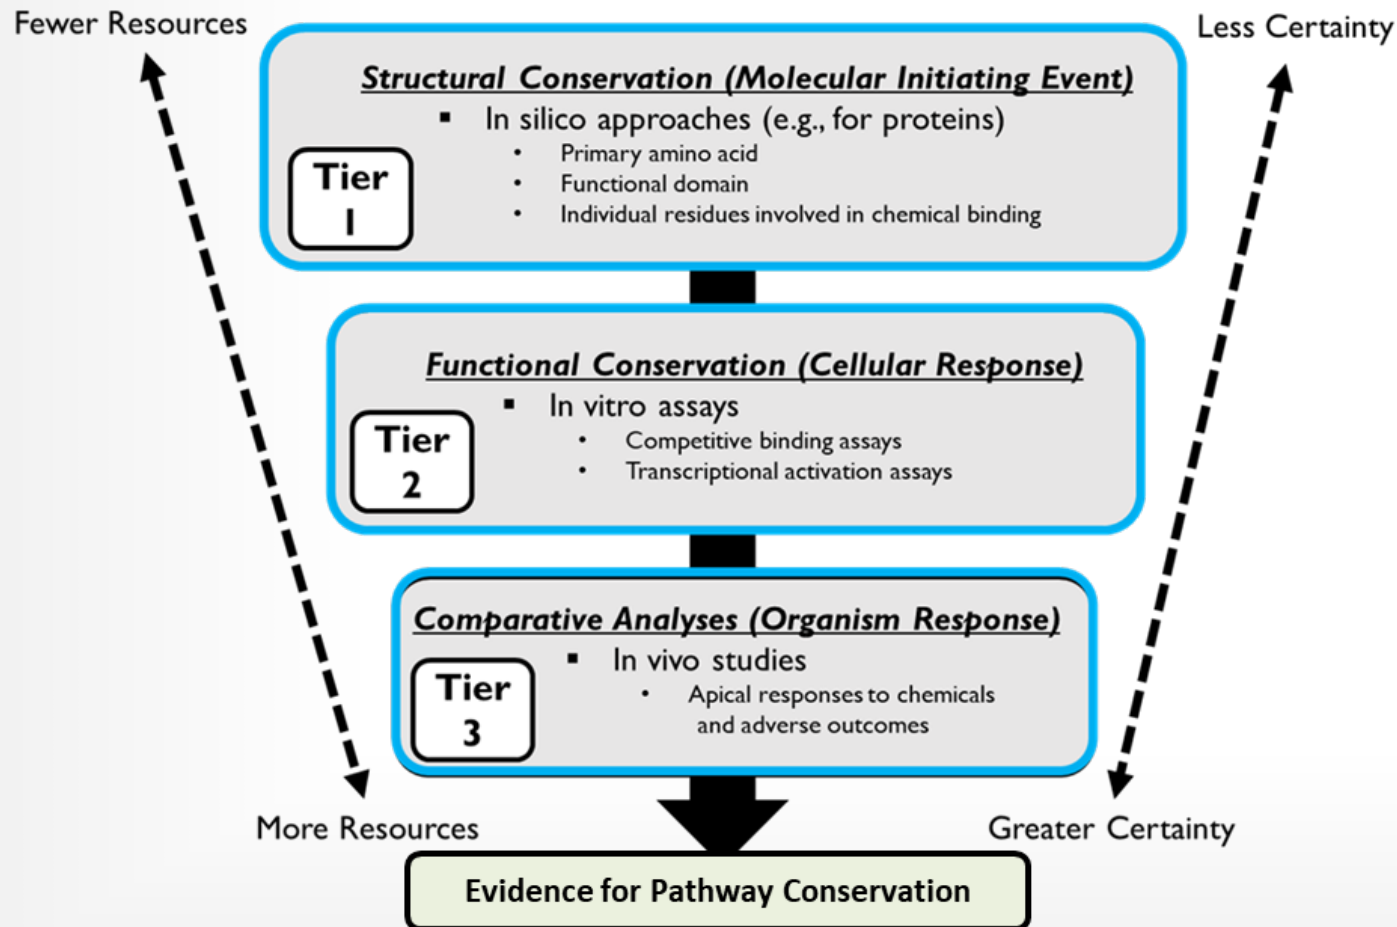 Fewer Resources
Less Certainty
Structural Conservation (Molecular Initiating Event)
▪ In silico approaches (e.g., for proteins)
• Primary amino acid
• Functional domain
• Individual residues involved in chemical binding
Tier
1
Functional Conservation (Cellular Response)
▪ In vitro assays
• Competitive binding assays
• Transcriptional activation assays
Tier
2
Comparative Analyses (Organism Response)
▪ In vivo studies
• Apical responses to chemicals
and adverse outcomes
Tier
3
More Resources
Greater Certainty
Evidence for Pathway Conservation